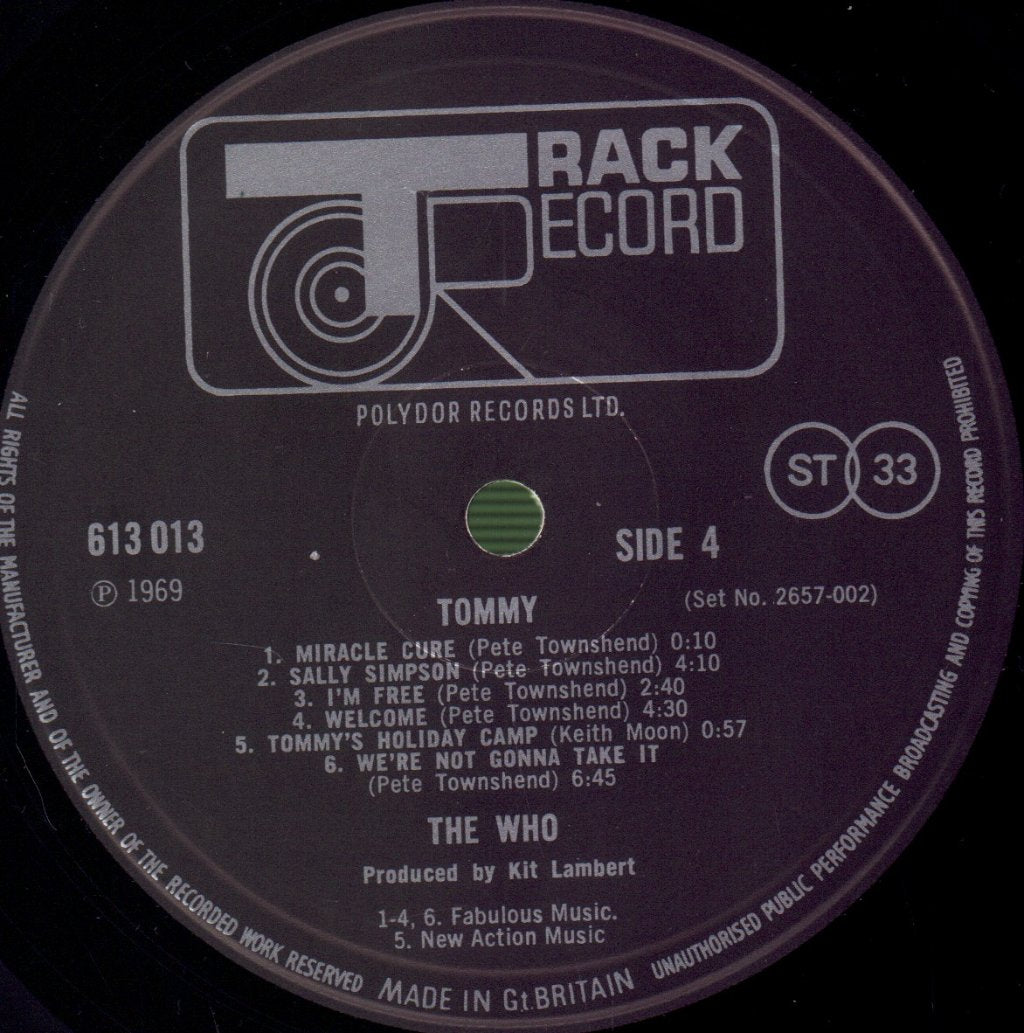 TRACK
RECORD
POLYDOR RECORDS LTD.
ST 33
613 013
SIDE 4
℗ 1969
(Set No. 2657-002)
TOMMY
1. MIRACLE CURE (Pete Townshend) 0:10
2. SALLY SIMPSON (Pete Townshend) 4:10
3. I'M FREE (Pete Townshend) 2:40
4. WELCOME (Pete Townshend) 4:30
5. TOMMY'S HOLIDAY CAMP (Keith Moon) 0:57
6. WE'RE NOT GONNA TAKE IT
(Pete Townshend) 6:45
THE WHO
Produced by Kit Lambert
1-4, 6. Fabulous Music.
5. New Action Music
ALL RIGHTS OF THE MANUFACTURER AND OF THE OWNER OF THE RECORDED WORK RESERVED
MADE IN Gt.BRITAIN
UNAUTHORISED PUBLIC PERFORMANCE BROADCASTING AND COPYING OF THIS RECORD PROHIBITED